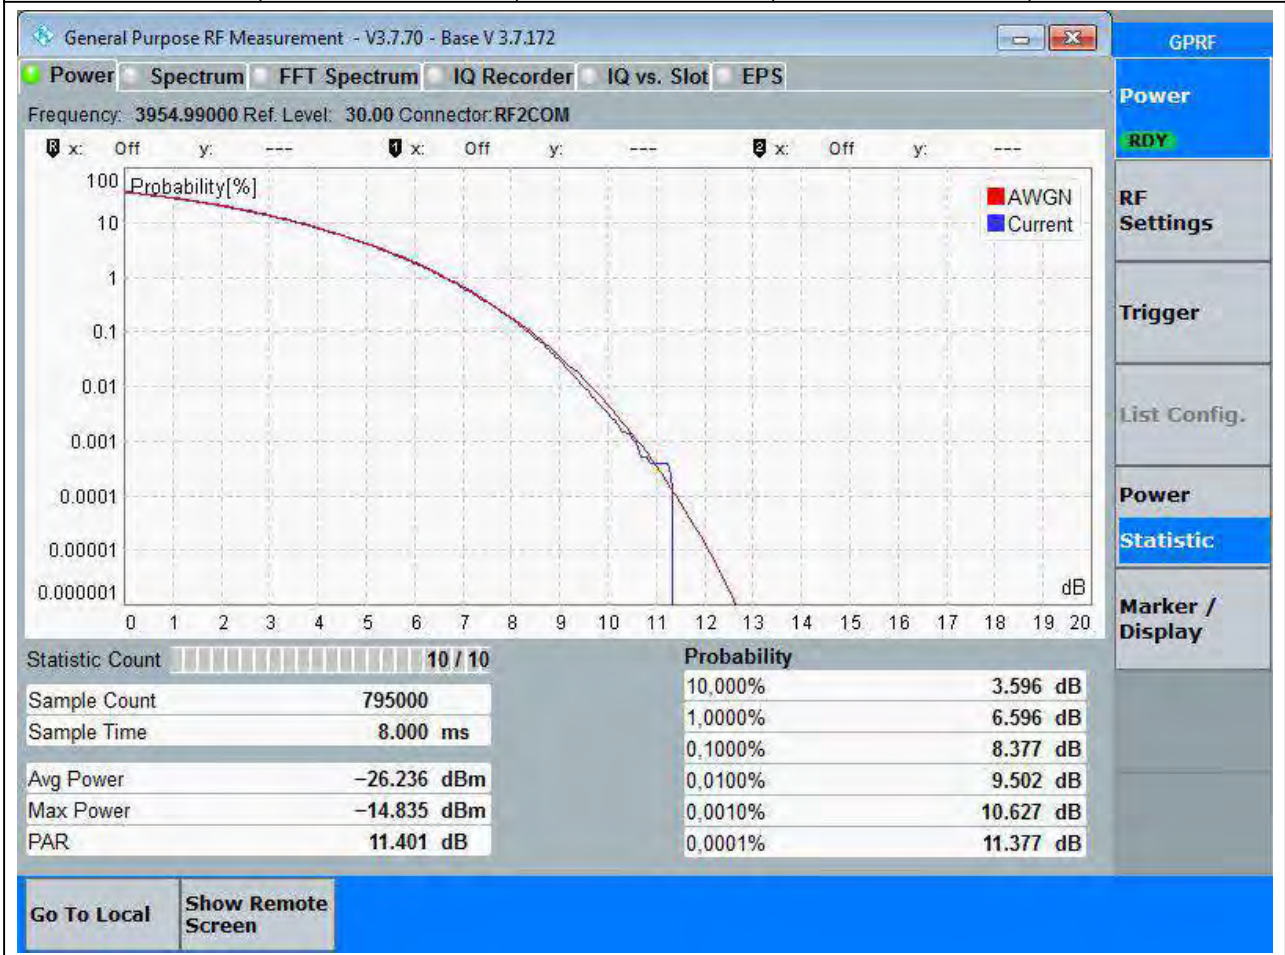 General Purpose RF Measurement - V3.7.70 - Base V 3.7.172
GPRF
Power Spectrum FFT Spectrum IQ Recorder IQ vs. Slot EPS
Frequency: 3954.99000 Ref. Level: 30.00 Connector:RF2COM
R x: Off y: --- 1 x: Off y: --- 2 x: Off y: ---
Probability[%]
AWGN
Current
100
10
1
0.1
0.01
0.001
0.0001
0.00001
0.000001
dB
0 1 2 3 4 5 6 7 8 9 10 11 12 13 14 15 16 17 18 19 20
Statistic Count 10 / 10
Sample Count 795000
Sample Time 8.000 ms
Avg Power −26.236 dBm
Max Power −14.835 dBm
PAR 11.401 dB
Probability
10,000% 3.596 dB
1,0000% 6.596 dB
0,1000% 8.377 dB
0,0100% 9.502 dB
0,0010% 10.627 dB
0,0001% 11.377 dB
Power
RDY
RF
Settings
Trigger
List Config.
Power
Statistic
Marker /
Display
Go To Local
Show Remote
Screen